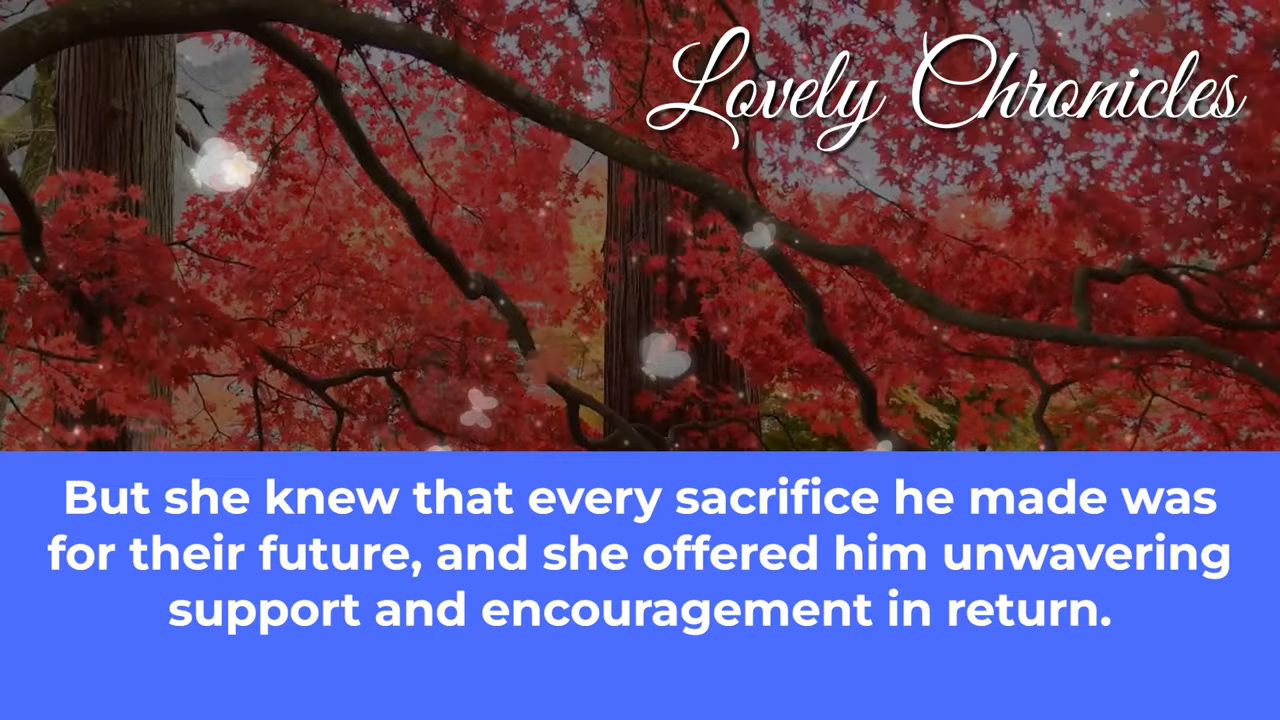 Lovely Chronicles
But she knew that every sacrifice he made was
for their future, and she offered him unwavering
support and encouragement in return.